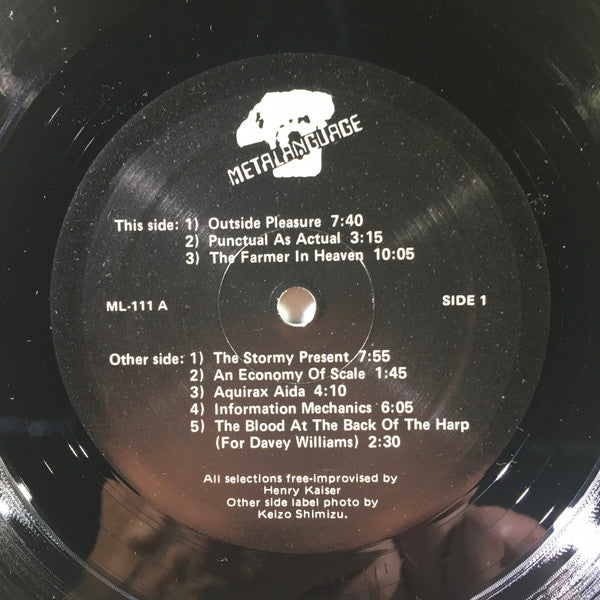 METALANGUAGE
This side: 1) Outside Pleasure 7:40
2) Punctual As Actual 3:15
3) The Farmer In Heaven 10:05
ML-111 A SIDE 1
Other side: 1) The Stormy Present 7:55
2) An Economy Of Scale 1:45
3) Aquirax Aida 4:10
4) Information Mechanics 6:05
5) The Blood At The Back Of The Harp
(For Davey Williams) 2:30
All selections free-improvised by
Henry Kaiser
Other side label photo by
Keizo Shimizu.